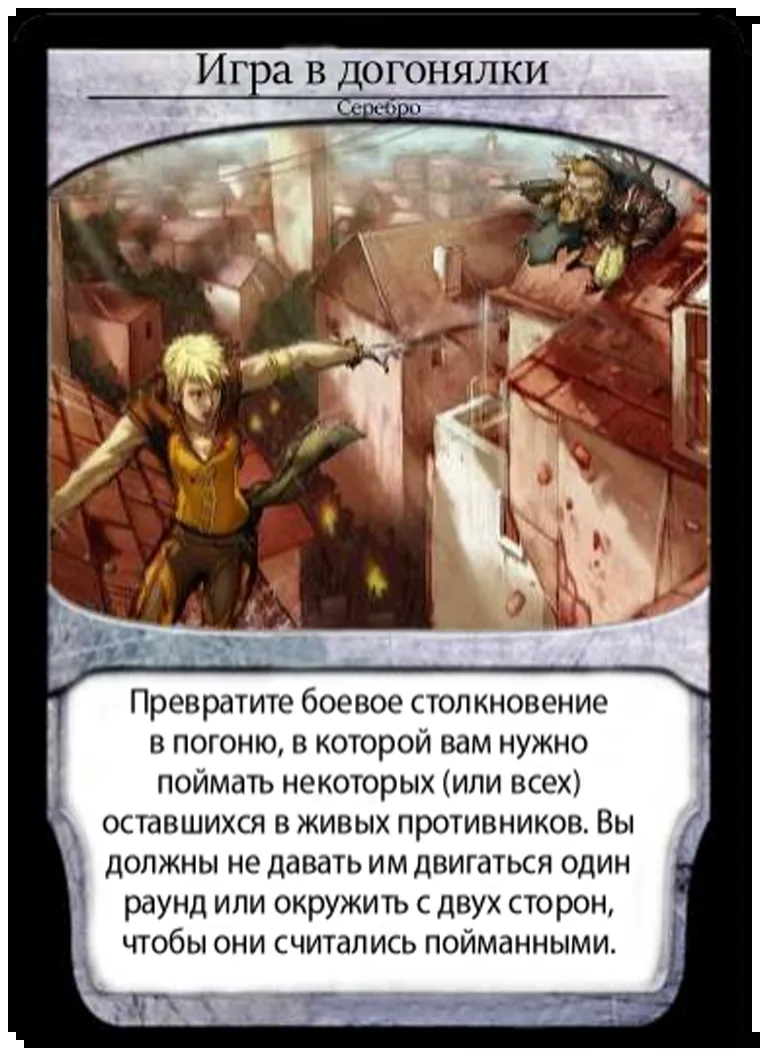 Игра в догонялки
Серебро
Превратите боевое столкновение
в погоню, в которой вам нужно
поймать некоторых (или всех)
оставшихся в живых противников. Вы
должны не давать им двигаться один
раунд или окружить с двух сторон,
чтобы они считались пойманными.